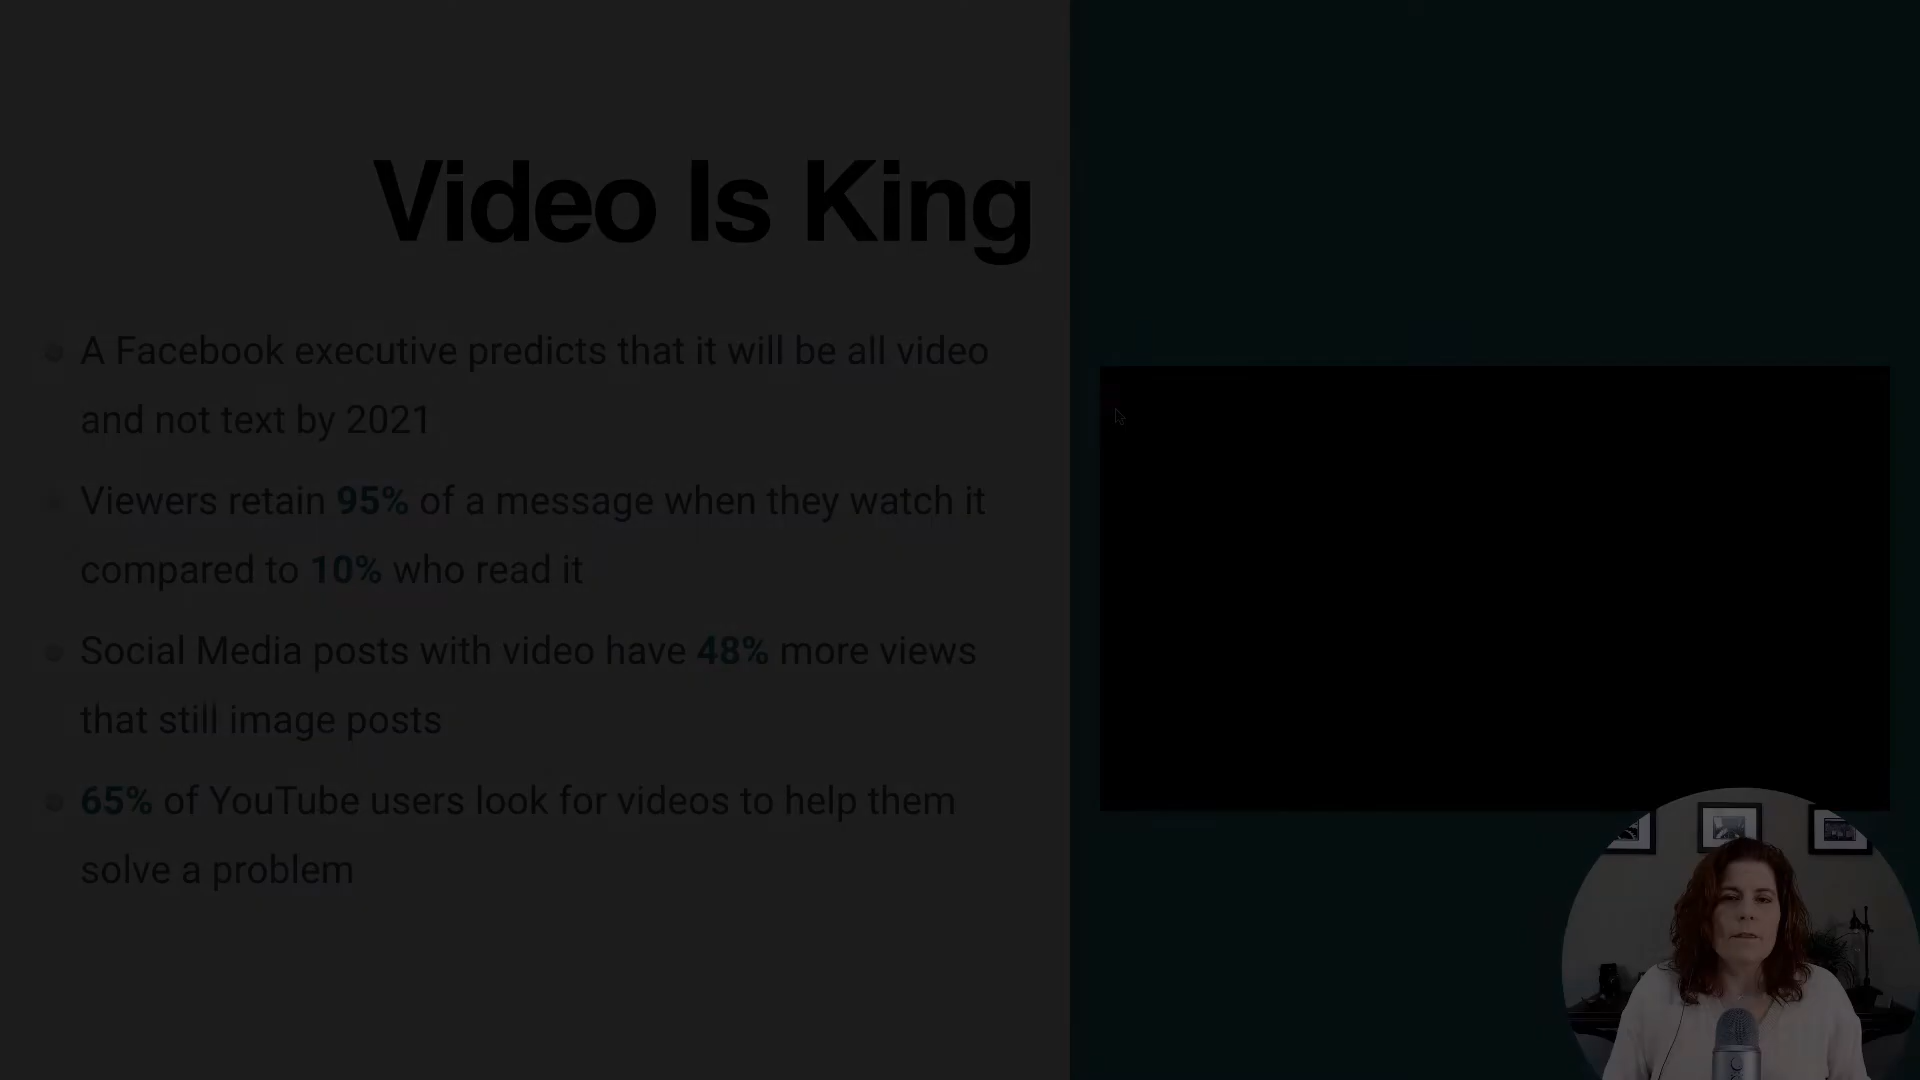 Video Is King
A Facebook executive predicts that it will be all video
and not text by 2021
Viewers retain 95% of a message when they watch it
compared to 10% who read it
Social Media posts with video have 48% more views
that still image posts
65% of YouTube users look for videos to help them
solve a problem